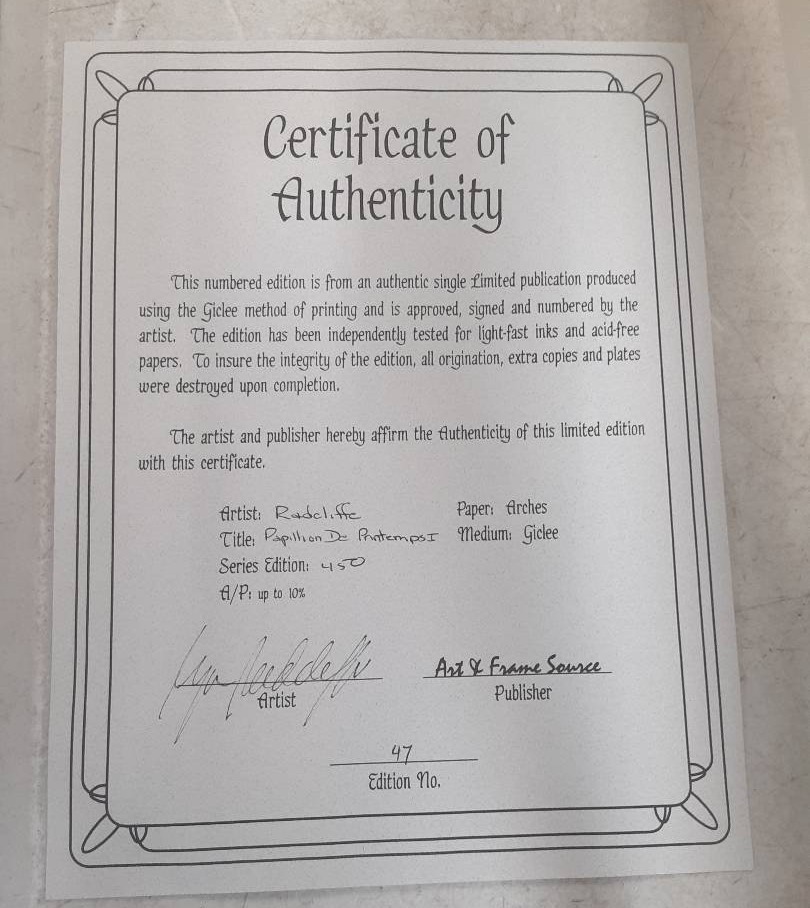 Certificate of
Authenticity
This numbered edition is from an authentic single Limited publication produced
using the Giclee method of printing and is approved, signed and numbered by the
artist. The edition has been independently tested for light-fast inks and acid-free
papers. To insure the integrity of the edition, all origination, extra copies and plates
were destroyed upon completion.
The artist and publisher hereby affirm the Authenticity of this limited edition
with this certificate.
Artist: Radcliffe
Paper: Arches
Title: Papillion De Printemps I
Medium: Giclee
Series Edition: 450
A/P: up to 10%
Radcliffe
Art & Frame Source
Artist
Publisher
47
Edition No.